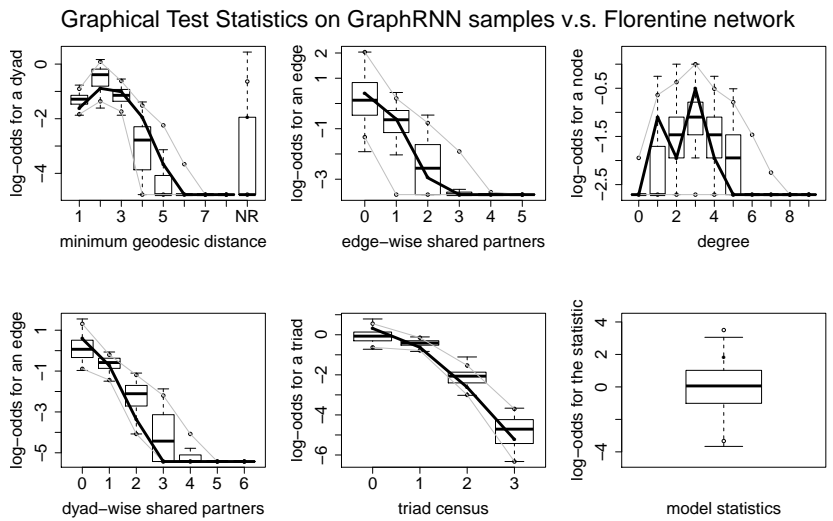 Graphical Test Statistics on GraphRNN samples v.s. Florentine network
log−odds for a dyad
0
−2
−4
1 3 5 7 NR
minimum geodesic distance
log−odds for an edge
2
1
−1
−3
0 1 2 3 4 5
edge−wise shared partners
log−odds for a node
−0.5
−1.5
−2.5
0 2 4 6 8
degree
log−odds for an edge
1
−1
−3
−5
0 1 2 3 4 5 6
dyad−wise shared partners
log−odds for a triad
0
−2
−4
−6
0 1 2 3
triad census
log−odds for the statistic
4
2
0
−4
model statistics